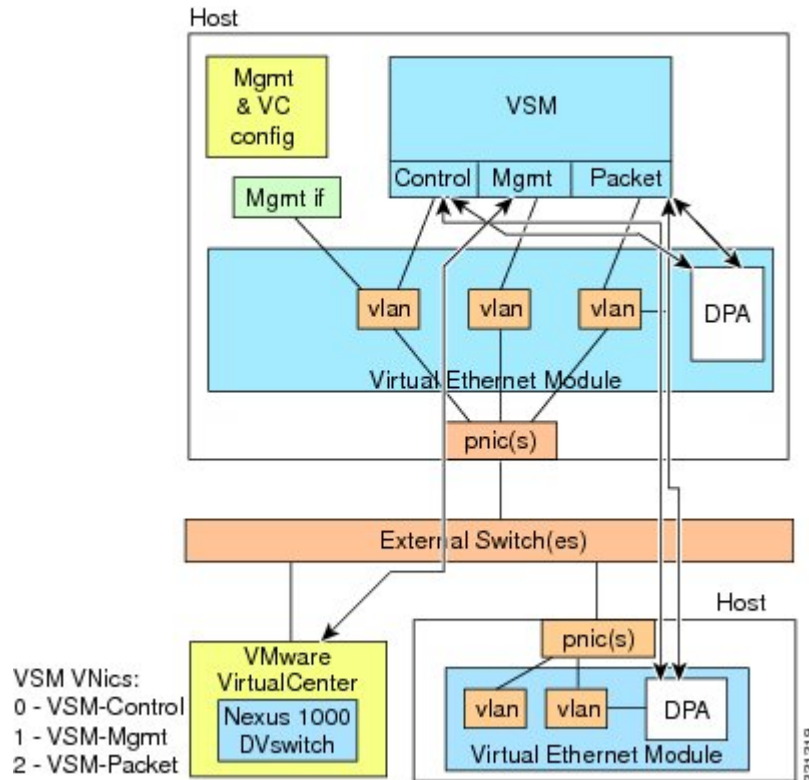 Host
Mgmt
& VC
config
VSM
Control
Mgmt
Packet
Mgmt if
vlan
vlan
vlan
DPA
Virtual Ethernet Module
pnic(s)
External Switch(es)
Host
pnic(s)
VMware
VirtualCenter
Nexus 1000
DVswitch
vlan
vlan
DPA
Virtual Ethernet Module
VSM VNics:
0 - VSM-Control
1 - VSM-Mgmt
2 - VSM-Packet